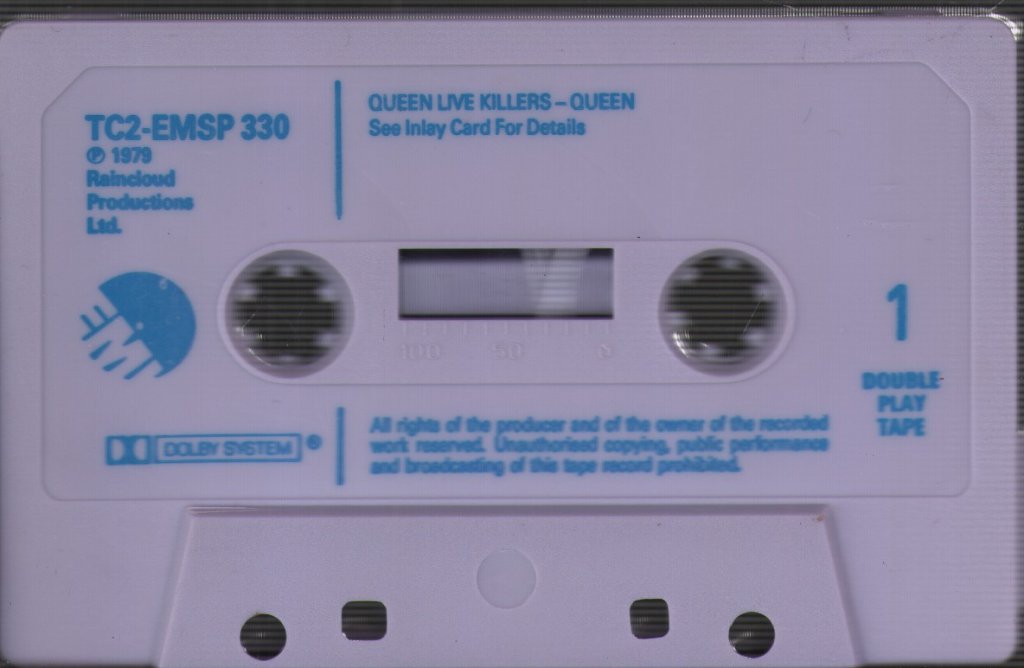 TC2-EMSP 330
℗ 1979
Raincloud
Productions
Ltd.
QUEEN LIVE KILLERS – QUEEN
See Inlay Card For Details
100 50 0
EMI
1
DOUBLE
PLAY
TAPE
DOLBY SYSTEM ®
All rights of the producer and of the owner of the recorded
work reserved. Unauthorised copying, public performance
and broadcasting of this tape record prohibited.